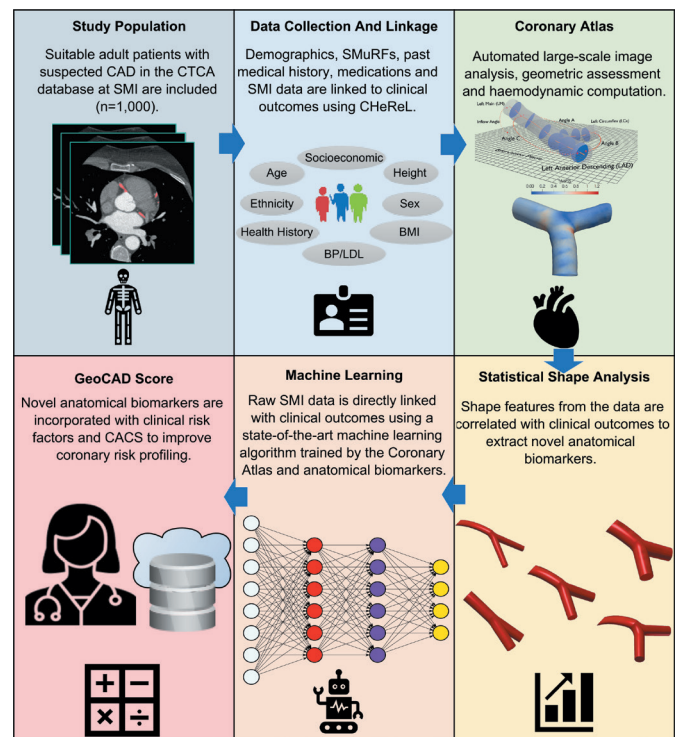 Study Population
Suitable adult patients with
suspected CAD in the CTCA
database at SMI are included
(n=1,000).
Data Collection And Linkage
Demographics, SMuRFs, past
medical history, medications and
SMI data are linked to clinical
outcomes using CHeReL.
Socioeconomic
Age
Height
Ethnicity
Sex
Health History
BMI
BP/LDL
Coronary Atlas
Automated large-scale image
analysis, geometric assessment
and haemodynamic computation.
Left Main (LM)
Angle A
Left Circumflex (LCx)
Inflow Angle
Angle C
Angle B
Left Anterior Descending (LAD)
GeoCAD Score
Novel anatomical biomarkers are
incorporated with clinical risk
factors and CACS to improve
coronary risk profiling.
Machine Learning
Raw SMI data is directly linked
with clinical outcomes using a
state-of-the-art machine learning
algorithm trained by the Coronary
Atlas and anatomical biomarkers.
Statistical Shape Analysis
Shape features from the data are
correlated with clinical outcomes to
extract novel anatomical
biomarkers.